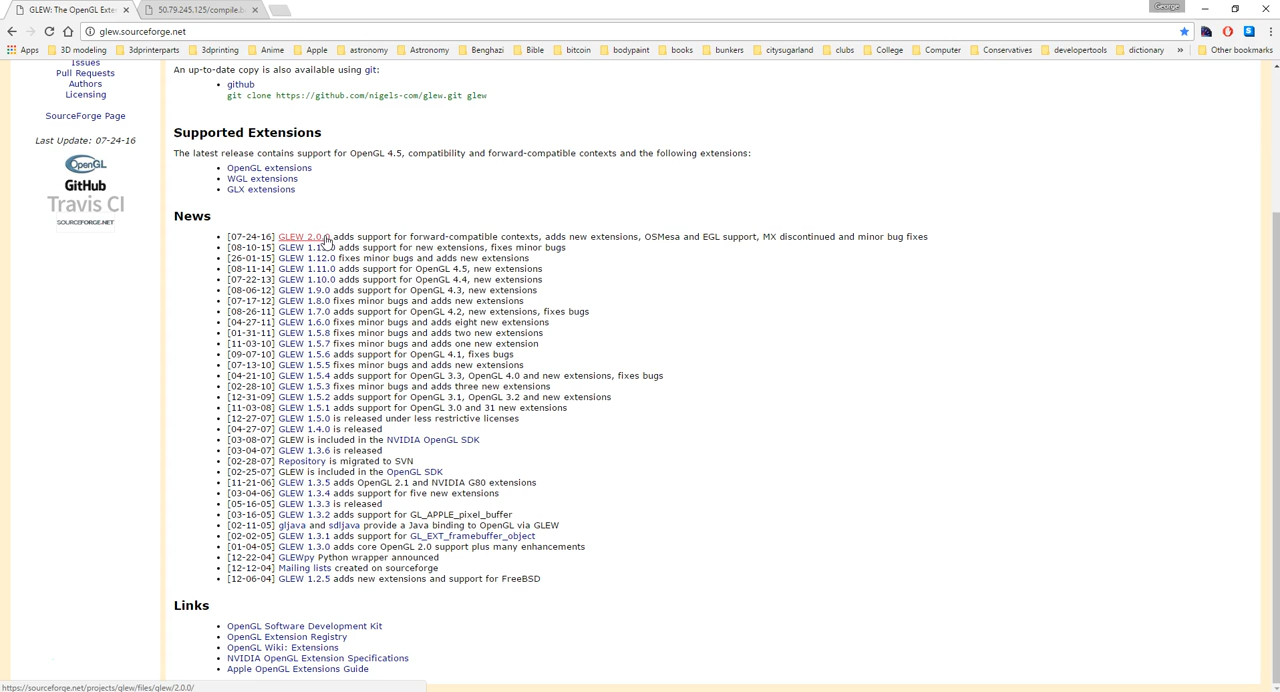 GLEW: The OpenGL Exte
50.79.245.125/compile.b
George
glew.sourceforge.net
Apps 3D modeling 3dprinterparts 3dprinting Anime Apple astronomy Astronomy Benghazi Bible bitcoin bodypaint books bunkers citysugarland clubs College Computer Conservatives developertools dictionary » Other bookmarks
Issues
Pull Requests
Authors
Licensing
SourceForge Page
Last Update: 07-24-16
OpenGL
GitHub
Travis CI
SOURCEFORGE.NET
An up-to-date copy is also available using git:
github
git clone https://github.com/nigels-com/glew.git glew
Supported Extensions
The latest release contains support for OpenGL 4.5, compatibility and forward-compatible contexts and the following extensions:
OpenGL extensions
WGL extensions
GLX extensions
News
[07-24-16] GLEW 2.0.0 adds support for forward-compatible contexts, adds new extensions, OSMesa and EGL support, MX discontinued and minor bug fixes
[08-10-15] GLEW 1.13.0 adds support for new extensions, fixes minor bugs
[26-01-15] GLEW 1.12.0 fixes minor bugs and adds new extensions
[08-11-14] GLEW 1.11.0 adds support for OpenGL 4.5, new extensions
[07-22-13] GLEW 1.10.0 adds support for OpenGL 4.4, new extensions
[08-06-12] GLEW 1.9.0 adds support for OpenGL 4.3, new extensions
[07-17-12] GLEW 1.8.0 fixes minor bugs and adds new extensions
[08-26-11] GLEW 1.7.0 adds support for OpenGL 4.2, new extensions, fixes bugs
[04-27-11] GLEW 1.6.0 fixes minor bugs and adds eight new extensions
[01-31-11] GLEW 1.5.8 fixes minor bugs and adds two new extensions
[11-03-10] GLEW 1.5.7 fixes minor bugs and adds one new extension
[09-07-10] GLEW 1.5.6 adds support for OpenGL 4.1, fixes bugs
[07-13-10] GLEW 1.5.5 fixes minor bugs and adds new extensions
[04-21-10] GLEW 1.5.4 adds support for OpenGL 3.3, OpenGL 4.0 and new extensions, fixes bugs
[02-28-10] GLEW 1.5.3 fixes minor bugs and adds three new extensions
[12-31-09] GLEW 1.5.2 adds support for OpenGL 3.1, OpenGL 3.2 and new extensions
[11-03-08] GLEW 1.5.1 adds support for OpenGL 3.0 and 31 new extensions
[12-27-07] GLEW 1.5.0 is released under less restrictive licenses
[04-27-07] GLEW 1.4.0 is released
[03-08-07] GLEW is included in the NVIDIA OpenGL SDK
[03-04-07] GLEW 1.3.6 is released
[02-28-07] Repository is migrated to SVN
[02-25-07] GLEW is included in the OpenGL SDK
[11-21-06] GLEW 1.3.5 adds OpenGL 2.1 and NVIDIA G80 extensions
[03-04-06] GLEW 1.3.4 adds support for five new extensions
[05-16-05] GLEW 1.3.3 is released
[03-16-05] GLEW 1.3.2 adds support for GL_APPLE_pixel_buffer
[02-11-05] gljava and sdljava provide a Java binding to OpenGL via GLEW
[02-02-05] GLEW 1.3.1 adds support for GL_EXT_framebuffer_object
[01-04-05] GLEW 1.3.0 adds core OpenGL 2.0 support plus many enhancements
[12-22-04] GLEWpy Python wrapper announced
[12-12-04] Mailing lists created on sourceforge
[12-06-04] GLEW 1.2.5 adds new extensions and support for FreeBSD
Links
OpenGL Software Development Kit
OpenGL Extension Registry
OpenGL Wiki: Extensions
NVIDIA OpenGL Extension Specifications
Apple OpenGL Extensions Guide
https://sourceforge.net/projects/glew/files/glew/2.0.0/